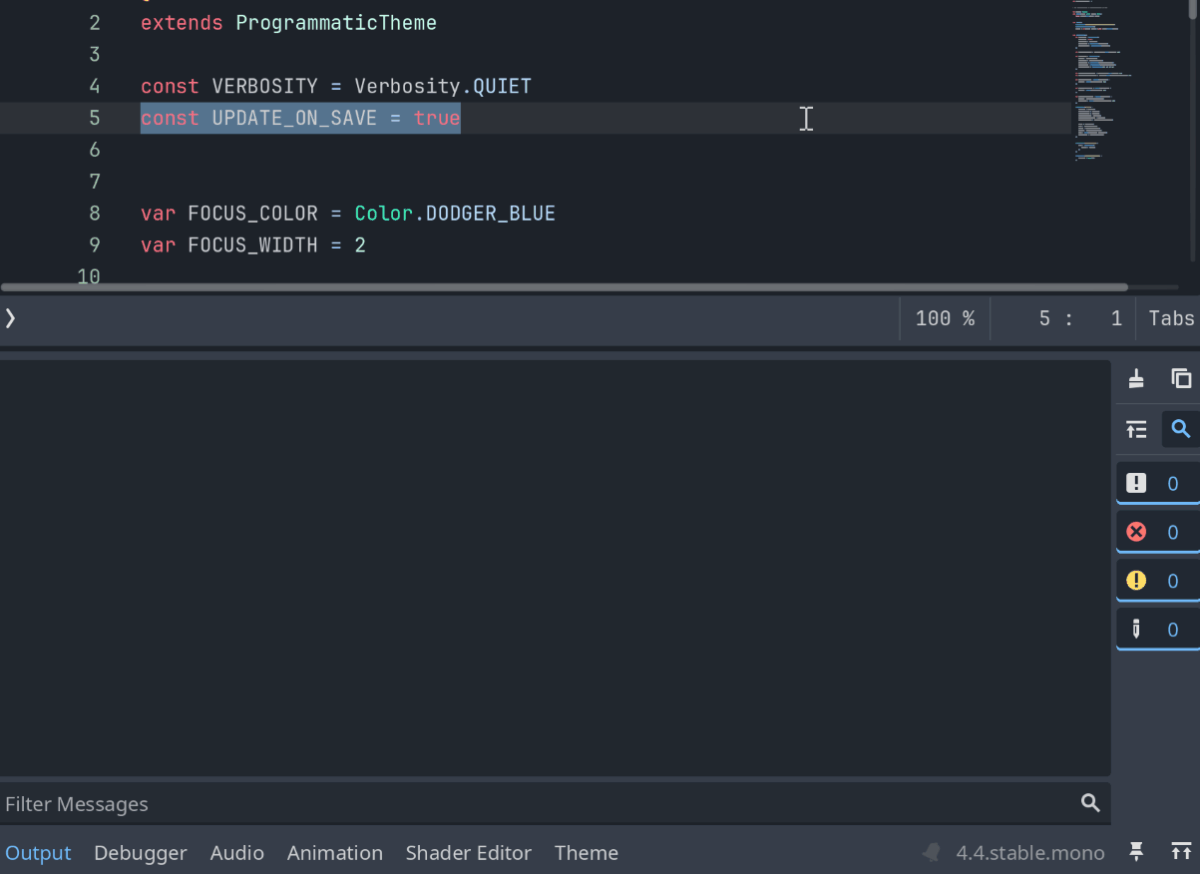 2 extends ProgrammaticTheme
3
4 const VERBOSITY = Verbosity.QUIET
5 const UPDATE_ON_SAVE = true
6
7
8 var FOCUS_COLOR = Color.DODGER_BLUE
9 var FOCUS_WIDTH = 2
10
100 % 5 : 1 Tabs
0
0
0
0
Filter Messages
Output Debugger Audio Animation Shader Editor Theme 4.4.stable.mono